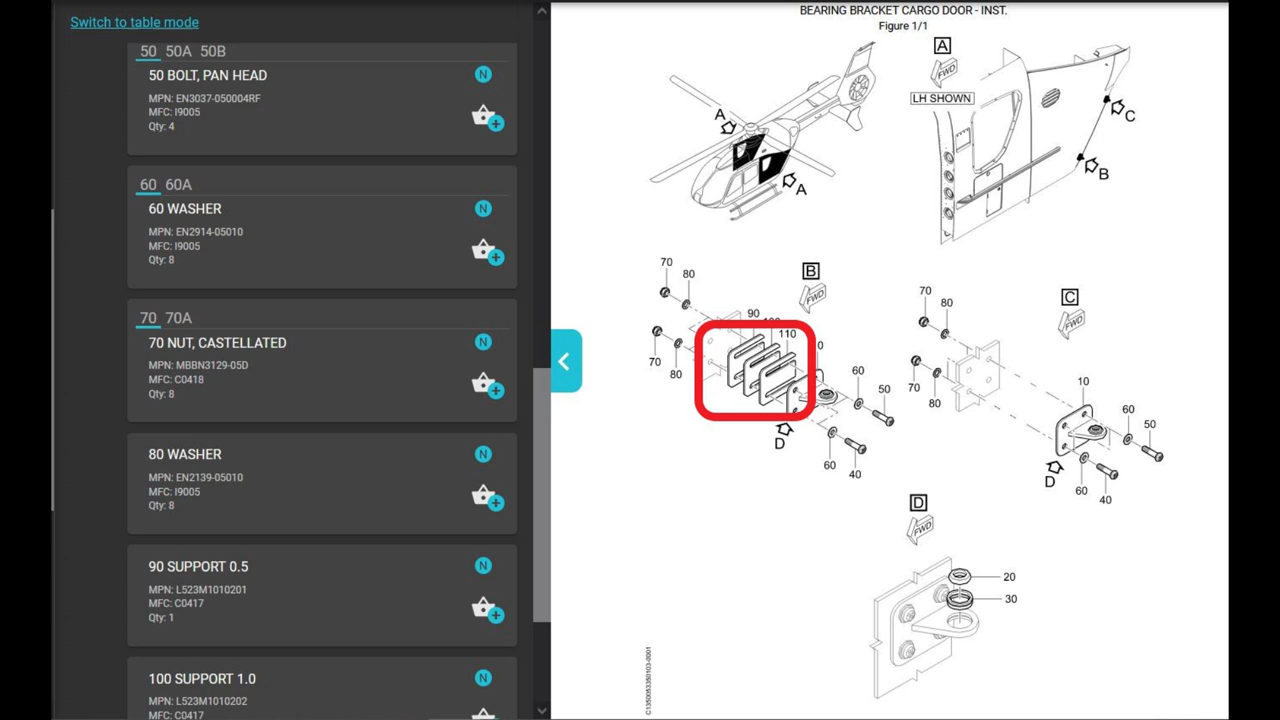 Switch to table mode
50 50A 50B
50 BOLT, PAN HEAD
N
MPN: EN3037-050004RF
MFC: I9005
Qty: 4
60 60A
60 WASHER
N
MPN: EN2914-05010
MFC: I9005
Qty: 8
70 70A
70 NUT, CASTELLATED
N
MPN: MBBN3129-05D
MFC: C0418
Qty: 8
80 WASHER
N
MPN: EN2139-05010
MFC: I9005
Qty: 8
90 SUPPORT 0.5
N
MPN: L523M1010201
MFC: C0417
Qty: 1
100 SUPPORT 1.0
N
MPN: L523M1010202
MFC: C0417
BEARING BRACKET CARGO DOOR - INST.
Figure 1/1
A
FWD
LH SHOWN
A
A
C
B
B
FWD
70
80
70
80
90
110
60
50
D
60
40
C
FWD
70
80
70
80
10
60
50
D
60
40
D
FWD
20
30